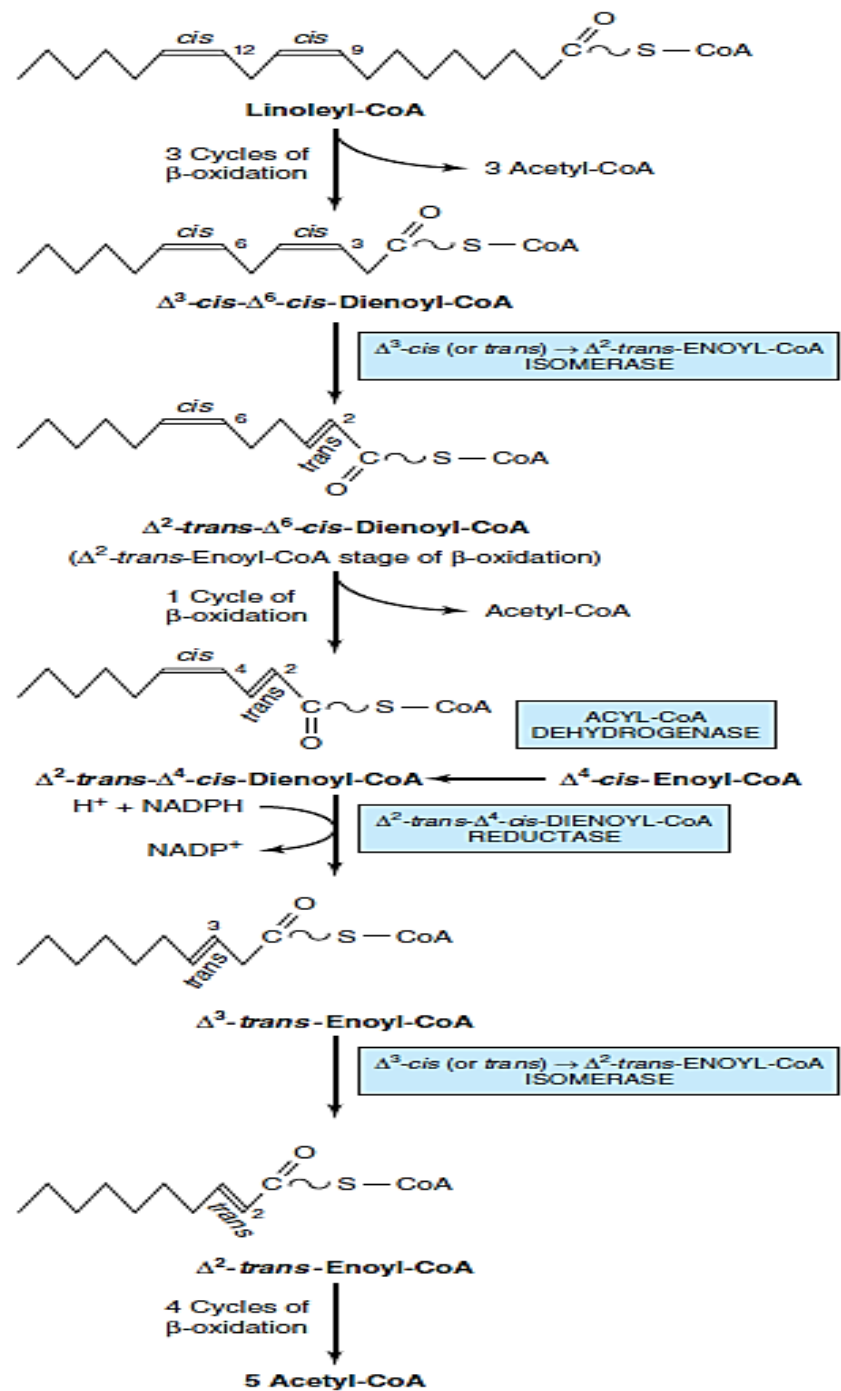 O
cis 12 cis 9 C S — CoA
Linoleyl-CoA
3 Cycles of
β-oxidation
3 Acetyl-CoA
O
cis 6 cis 3 C S — CoA
Δ³-cis-Δ⁶-cis-Dienoyl-CoA
Δ³-cis (or trans) → Δ²-trans-ENOYL-CoA
ISOMERASE
cis 6 2
trans C S — CoA
O
Δ²-trans-Δ⁶-cis-Dienoyl-CoA
(Δ²-trans-Enoyl-CoA stage of β-oxidation)
1 Cycle of
β-oxidation
Acetyl-CoA
cis 4 2
trans C S — CoA
O
ACYL-CoA
DEHYDROGENASE
Δ²-trans-Δ⁴-cis-Dienoyl-CoA ← Δ⁴-cis-Enoyl-CoA
H⁺ + NADPH
NADP⁺
Δ²-trans-Δ⁴-cis-DIENOYL-CoA
REDUCTASE
O
3 C S — CoA
trans
Δ³-trans-Enoyl-CoA
Δ³-cis (or trans) → Δ²-trans-ENOYL-CoA
ISOMERASE
O
C S — CoA
trans 2
Δ²-trans-Enoyl-CoA
4 Cycles of
β-oxidation
5 Acetyl-CoA